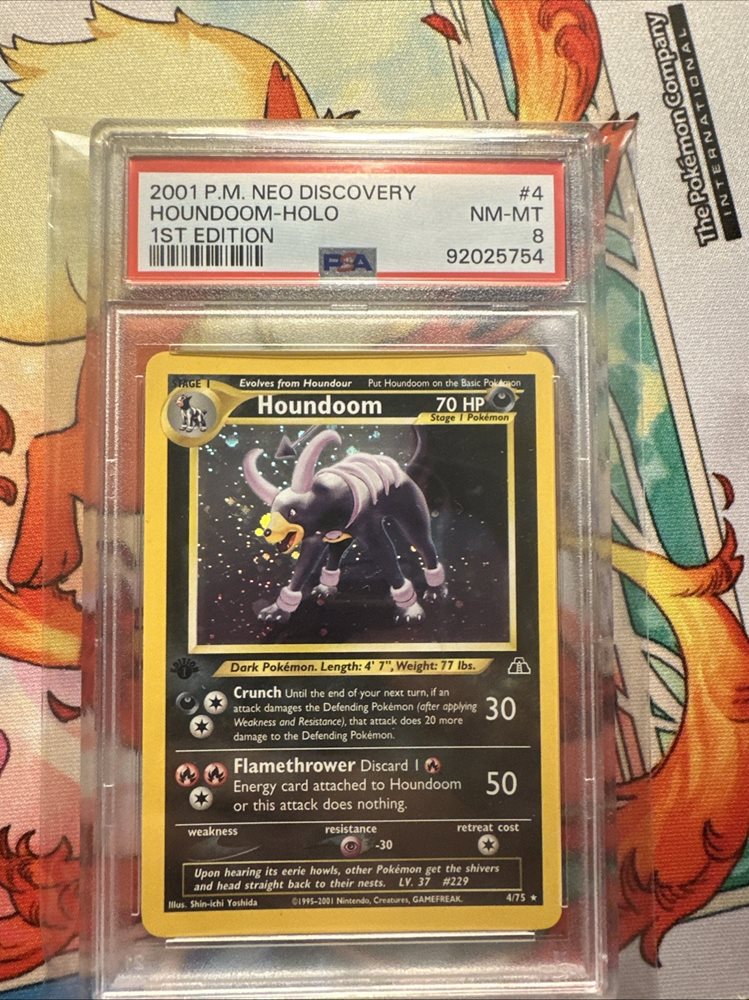 The Pokémon Company
INTERNATIONAL
2001 P.M. NEO DISCOVERY #4
HOUNDOOM-HOLO NM-MT
1ST EDITION 8
PSA 92025754
STAGE 1 Evolves from Houndour Put Houndoom on the Basic Pokémon
Houndoom 70 HP
Stage 1 Pokémon
EDITION
1
Dark Pokémon. Length: 4' 7", Weight: 77 lbs.
Crunch Until the end of your next turn, if an
attack damages the Defending Pokémon (after applying
Weakness and Resistance), that attack does 20 more
damage to the Defending Pokémon.
30
Flamethrower Discard 1
Energy card attached to Houndoom
or this attack does nothing.
50
weakness resistance retreat cost
-30
Upon hearing its eerie howls, other Pokémon get the shivers
and head straight back to their nests. LV. 37 #229
Illus. Shin-ichi Yoshida ©1995-2001 Nintendo, Creatures, GAMEFREAK. 4/75 ★